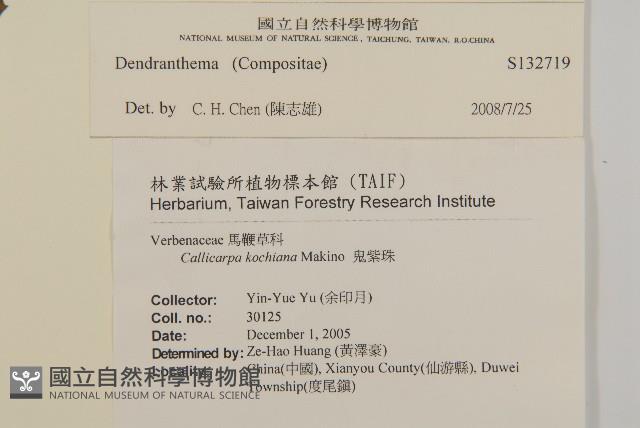 國立自然科學博物館
NATIONAL MUSEUM OF NATURAL SCIENCE, TAICHUNG, TAIWAN, R.O.CHINA
Dendranthema (Compositae) S132719
Det. by C. H. Chen (陳志雄) 2008/7/25
林業試驗所植物標本館 (TAIF)
Herbarium, Taiwan Forestry Research Institute
Verbenaceae 馬鞭草科
Callicarpa kochiana Makino 鬼紫珠
Collector: Yin-Yue Yu (余印月)
Coll. no.: 30125
Date: December 1, 2005
Determined by: Ze-Hao Huang (黃澤豪)
China(中國), Xianyou County(仙游縣), Duwei
Township(度尾鎮)
國立自然科學博物館
NATIONAL MUSEUM OF NATURAL SCIENCE